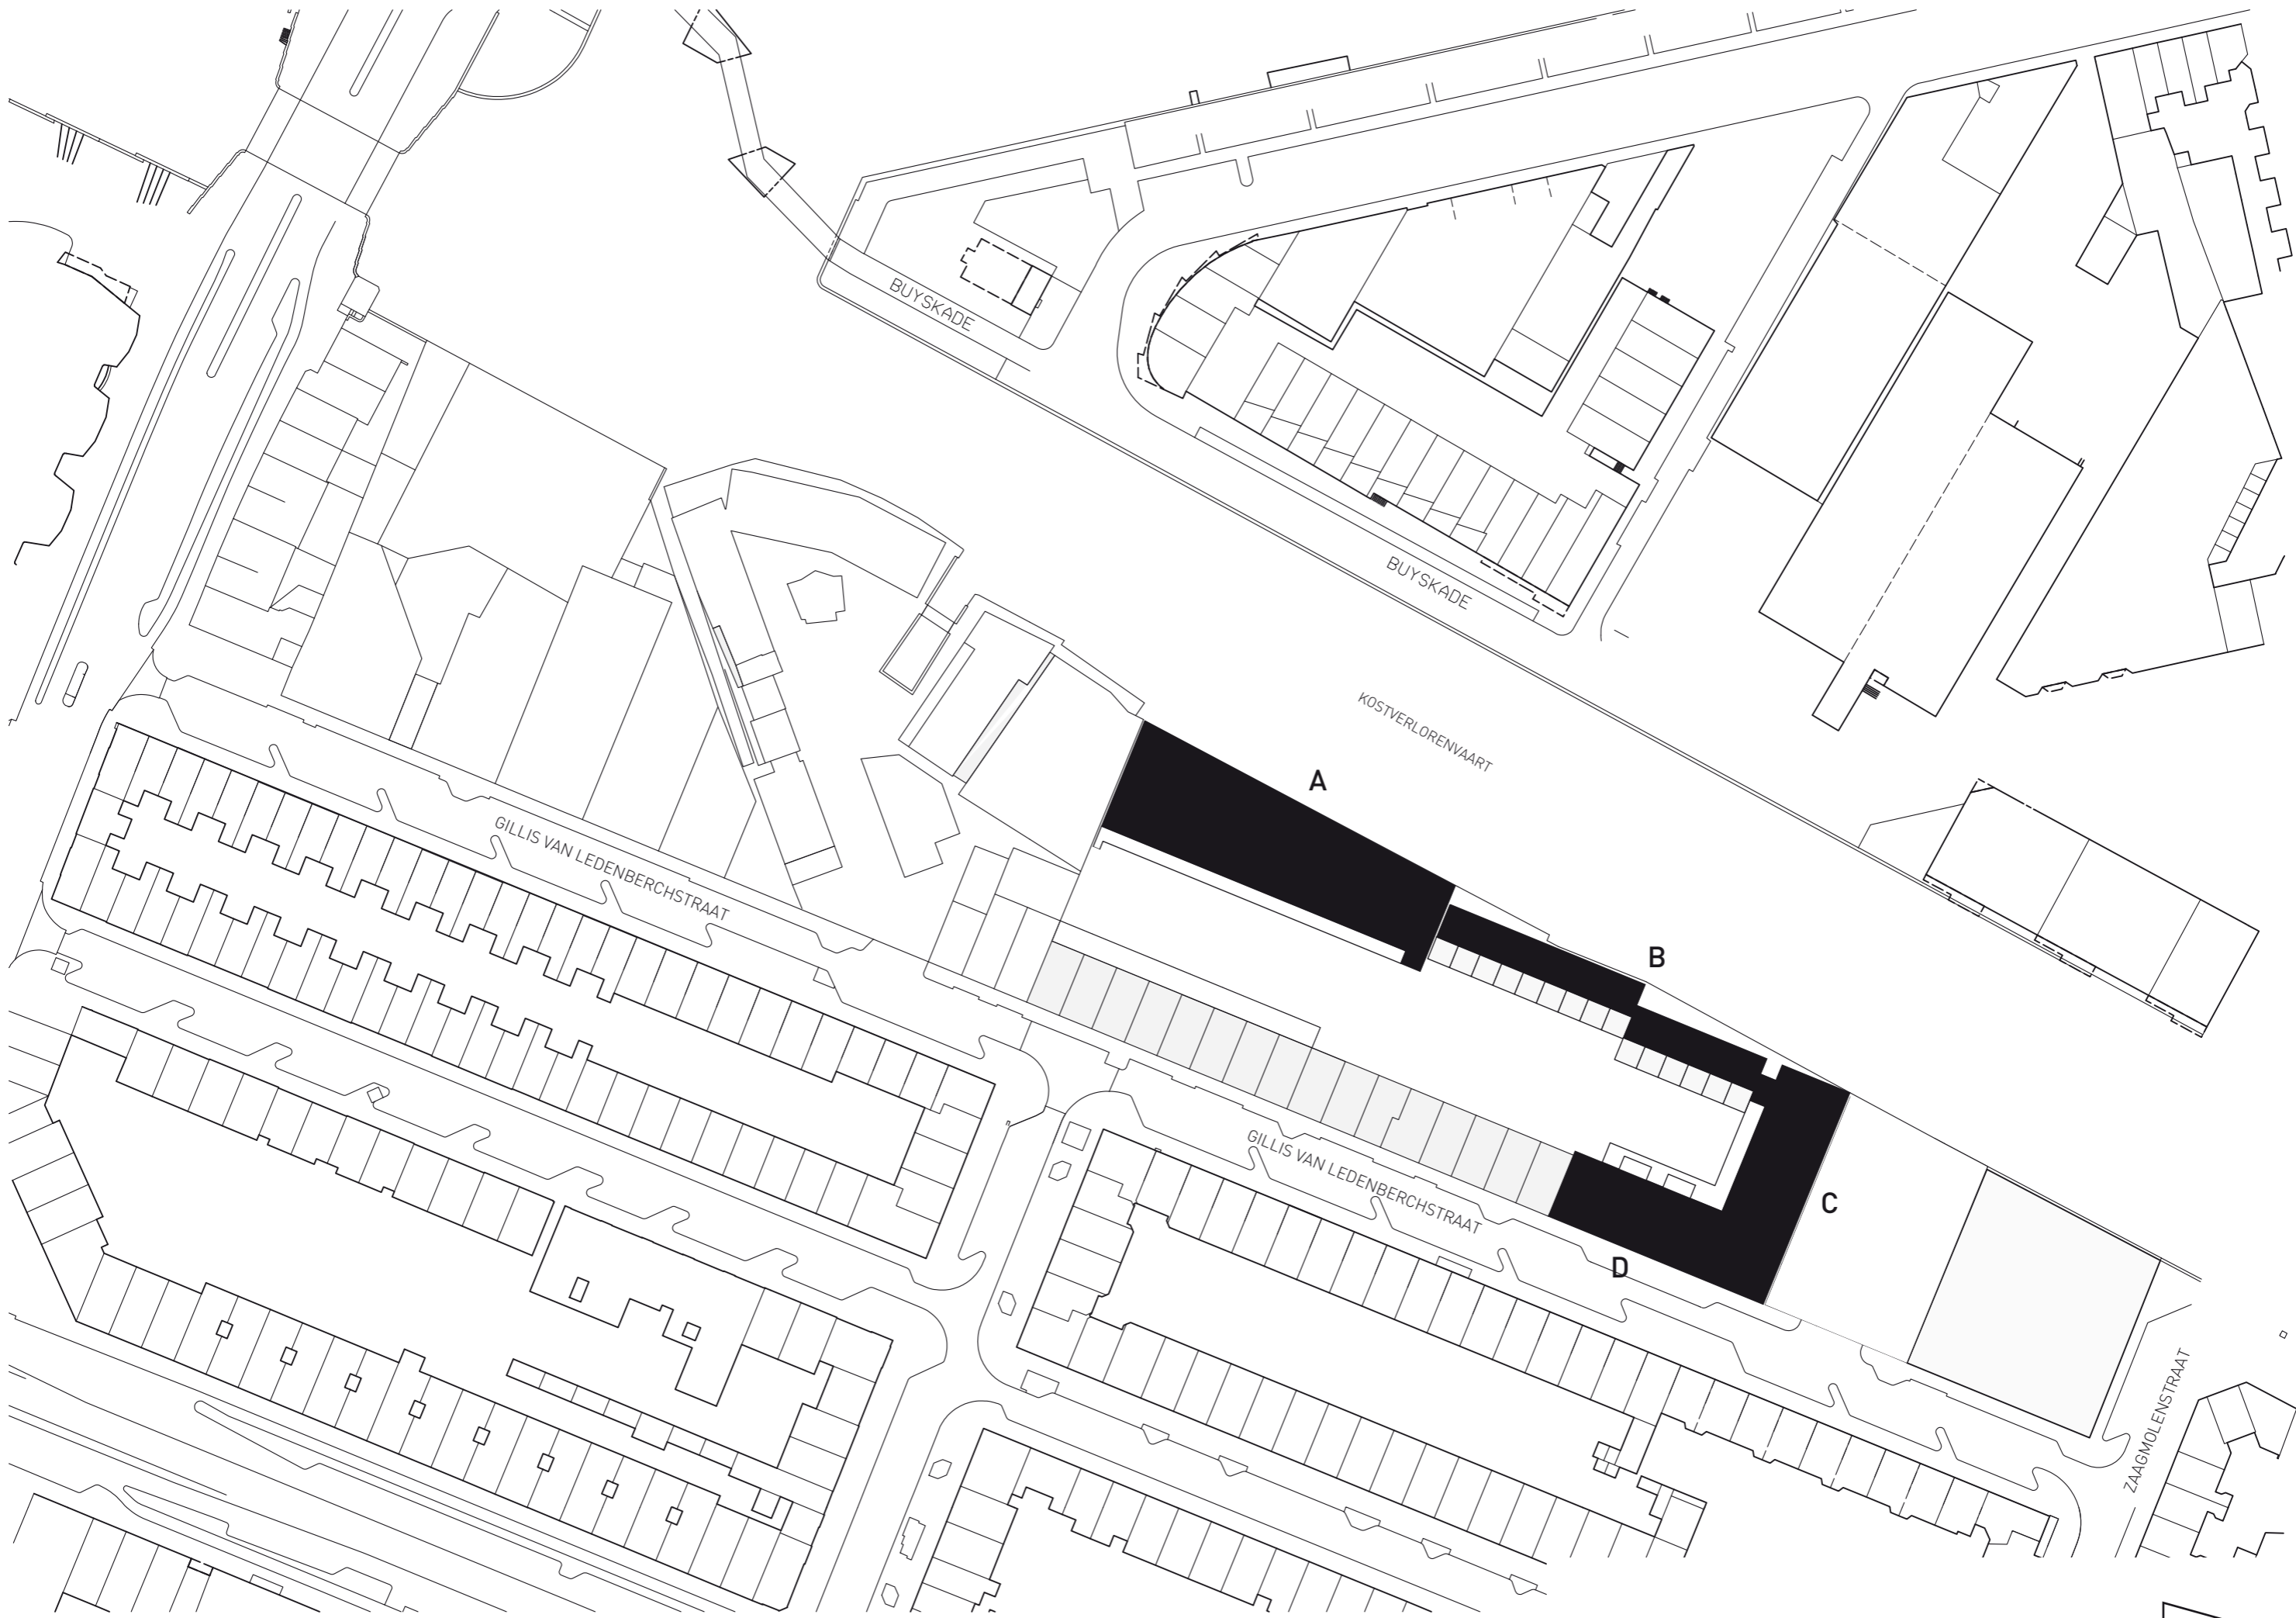 BUYSKADE
BUYSKADE
KOSTVERLORENVAART
A
GILLIS VAN LEDENBERCHSTRAAT
B
GILLIS VAN LEDENBERCHSTRAAT
C
D
ZAAGMOLENSTRAAT